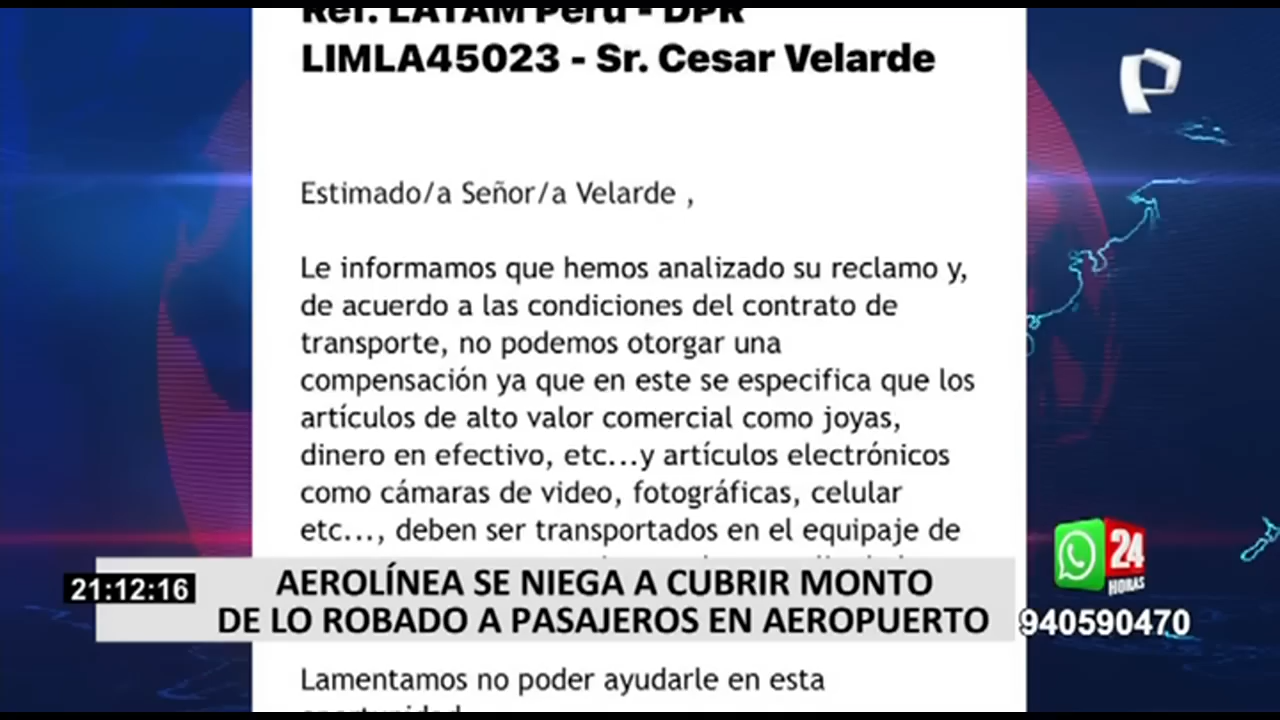 Ref. LATAM Peru - DPR
LIMLA45023 - Sr. Cesar Velarde
Estimado/a Señor/a Velarde ,
Le informamos que hemos analizado su reclamo y,
de acuerdo a las condiciones del contrato de
transporte, no podemos otorgar una
compensación ya que en este se especifica que los
artículos de alto valor comercial como joyas,
dinero en efectivo, etc...y artículos electrónicos
como cámaras de video, fotográficas, celular
etc..., deben ser transportados en el equipaje de
21:12:16
AEROLÍNEA SE NIEGA A CUBRIR MONTO
DE LO ROBADO A PASAJEROS EN AEROPUERTO
24
HORAS
940590470
Lamentamos no poder ayudarle en esta